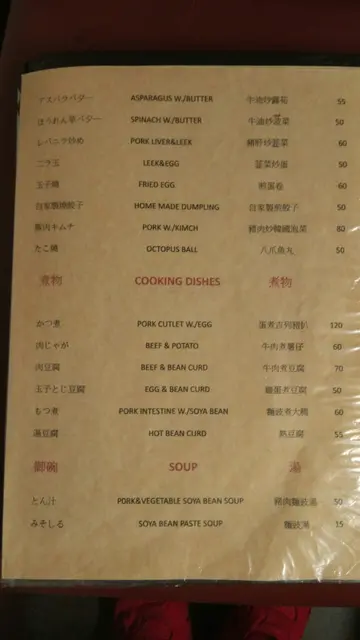 アスパラバター ASPARAGUS W./BUTTER 牛油炒露荀 55
ほうれん草バター SPINACH W./BUTTER 牛油炒菠菜 50
レバニラ炒め PORK LIVER&LEEK 豬肝炒韮菜 60
ニラ玉 LEEK&EGG 韮菜炒蛋 50
玉子焼 FRIED EGG 煎蛋卷 60
自家製焼餃子 HOME MADE DUMPLING 自家製煎餃子 50
豚肉キムチ PORK W./KIMCH 豬肉炒韓國泡菜 80
たこ焼 OCTOPUS BALL 八爪魚丸 50
煮物 COOKING DISHES 煮物
かつ煮 PORK CUTLET W./EGG 蛋煮吉列豬扒 120
肉じゃが BEEF & POTATO 牛肉煮薯仔 60
肉豆腐 BEEF & BEAN CURD 牛肉煮豆腐 70
玉子とじ豆腐 EGG & BEAN CURD 雞蛋煮豆腐 50
もつ煮 PORK INTESTINE W./SOYA BEAN 麵豉煮大腸 60
湯豆腐 HOT BEAN CURD 熱豆腐 55
御碗 SOUP 湯
とん汁 PORK&VEGETABLE SOYA BEAN SOUP 豬肉麵豉湯 50
みそしる SOYA BEAN PASTE SOUP 麵豉湯 15